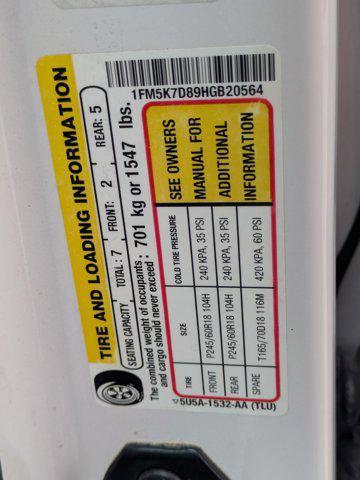 TIRE AND LOADING INFORMATION
SEATING CAPACITY TOTAL: 7 FRONT: 2 REAR: 5
The combined weight of occupants and cargo should never exceed: 701 kg or 1547 lbs.
TIRE SIZE COLD TIRE PRESSURE
FRONT P245/60R18 104H 240 KPA, 35 PSI
REAR P245/60R18 104H 240 KPA, 35 PSI
SPARE T165/70D18 116M 420 KPA, 60 PSI
SEE OWNERS
MANUAL FOR
ADDITIONAL
INFORMATION
1FM5K7D89HGB20564
5U5A-1532-AA (TLU)